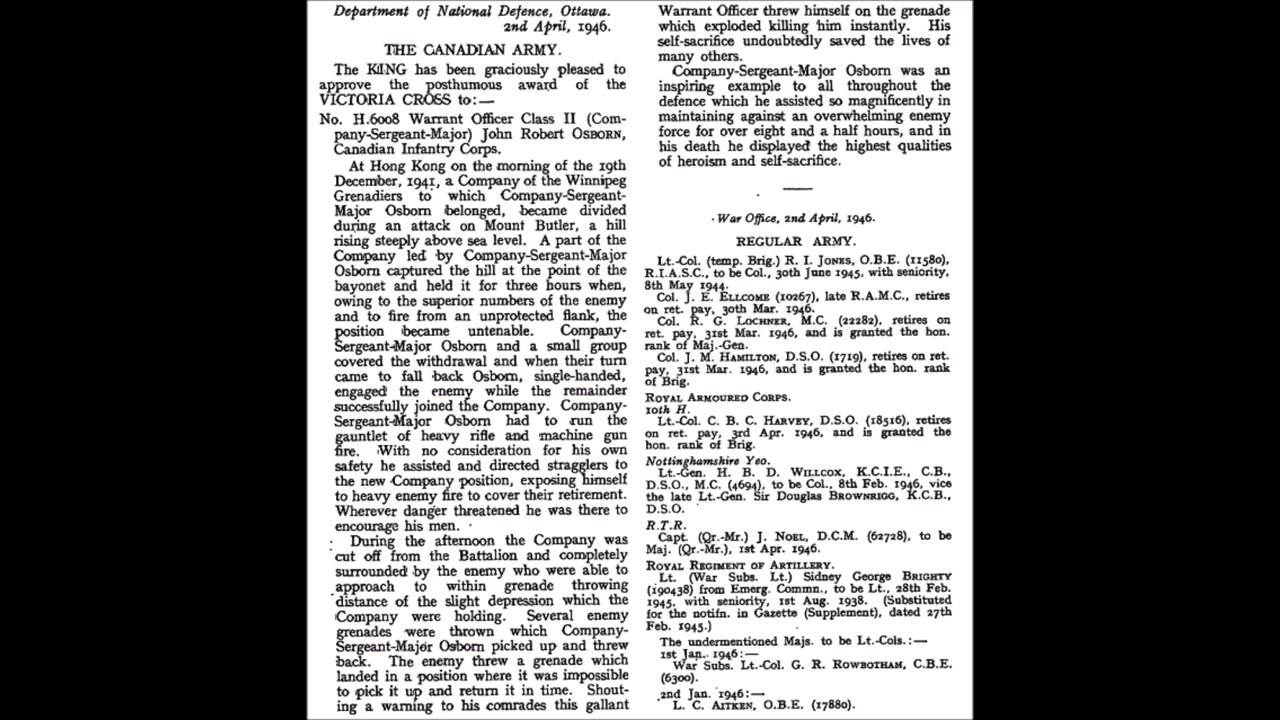 Department of National Defence, Ottawa.
2nd April, 1946.
THE CANADIAN ARMY.
The KING has been graciously pleased to
approve the posthumous award of the
VICTORIA CROSS to:—
No. H.6008 Warrant Officer Class II (Com-
pany-Sergeant-Major) John Robert OSBORN,
Canadian Infantry Corps.
At Hong Kong on the morning of the 19th
December, 1941, a Company of the Winnipeg
Grenadiers to which Company-Sergeant-
Major Osborn belonged, became divided
during an attack on Mount Butler, a hill
rising steeply above sea level. A part of the
Company led by Company-Sergeant-Major
Osborn captured the hill at the point of the
bayonet and held it for three hours when,
owing to the superior numbers of the enemy
and to fire from an unprotected flank, the
position became untenable. Company-
Sergeant-Major Osborn and a small group
covered the withdrawal and when their turn
came to fall back Osborn, single-handed,
engaged the enemy while the remainder
successfully joined the Company. Company-
Sergeant-Major Osborn had to run the
gauntlet of heavy rifle and machine gun
fire. With no consideration for his own
safety he assisted and directed stragglers to
the new Company position, exposing himself
to heavy enemy fire to cover their retirement.
Wherever danger threatened he was there to
encourage his men.
During the afternoon the Company was
cut off from the Battalion and completely
surrounded by the enemy who were able to
approach to within grenade throwing
distance of the slight depression which the
Company were holding. Several enemy
grenades were thrown which Company-
Sergeant-Major Osborn picked up and threw
back. The enemy threw a grenade which
landed in a position where it was impossible
to pick it up and return it in time. Shout-
ing a warning to his comrades this gallant
Warrant Officer threw himself on the grenade
which exploded killing him instantly. His
self-sacrifice undoubtedly saved the lives of
many others.
Company-Sergeant-Major Osborn was an
inspiring example to all throughout the
defence which he assisted so magnificently in
maintaining against an overwhelming enemy
force for over eight and a half hours, and in
his death he displayed the highest qualities
of heroism and self-sacrifice.
War Office, 2nd April, 1946.
REGULAR ARMY.
Lt.-Col. (temp. Brig.) R. I. JONES, O.B.E. (11580),
R.I.A.S.C., to be Col., 30th June 1945, with seniority,
8th May 1944.
Col. J. E. ELLCOME (10267), late R.A.M.C., retires
on ret. pay, 30th Mar. 1946.
Col. R. G. LOCHNER, M.C. (22282), retires on
ret. pay, 31st Mar. 1946, and is granted the hon.
rank of Maj.-Gen.
Col. J. M. HAMILTON, D.S.O. (1719), retires on ret.
pay, 31st Mar. 1946, and is granted the hon. rank
of Brig.
ROYAL ARMOURED CORPS.
10th H.
Lt.-Col. C. B. C. HARVEY, D.S.O. (18516), retires
on ret. pay, 3rd Apr. 1946, and is granted the
hon. rank of Brig.
Nottinghamshire Yeo.
Lt.-Gen. H. B. D. WILLCOX, K.C.I.E., C.B.,
D.S.O., M.C. (4694), to be Col., 8th Feb. 1946, vice
the late Lt.-Gen. Sir Douglas BROWNRIGG, K.C.B.,
D.S.O.
R.T.R.
Capt. (Qr.-Mr.) J. NOEL, D.C.M. (62728), to be
Maj. (Qr.-Mr.), 1st Apr. 1946.
ROYAL REGIMENT OF ARTILLERY.
Lt. (War Subs. Lt.) Sidney George BRIGHTY
(190438) from Emerg. Commn., to be Lt., 28th Feb.
1945, with seniority, 1st Aug. 1938. (Substituted
for the notifn. in Gazette (Supplement), dated 27th
Feb. 1945.)
The undermentioned Majs. to be Lt.-Cols.:—
1st Jan. 1946:—
War Subs. Lt.-Col. G. R. ROWBOTHAM, C.B.E.
(6300).
2nd Jan. 1946:—
L. C. AITKEN, O.B.E. (17880).